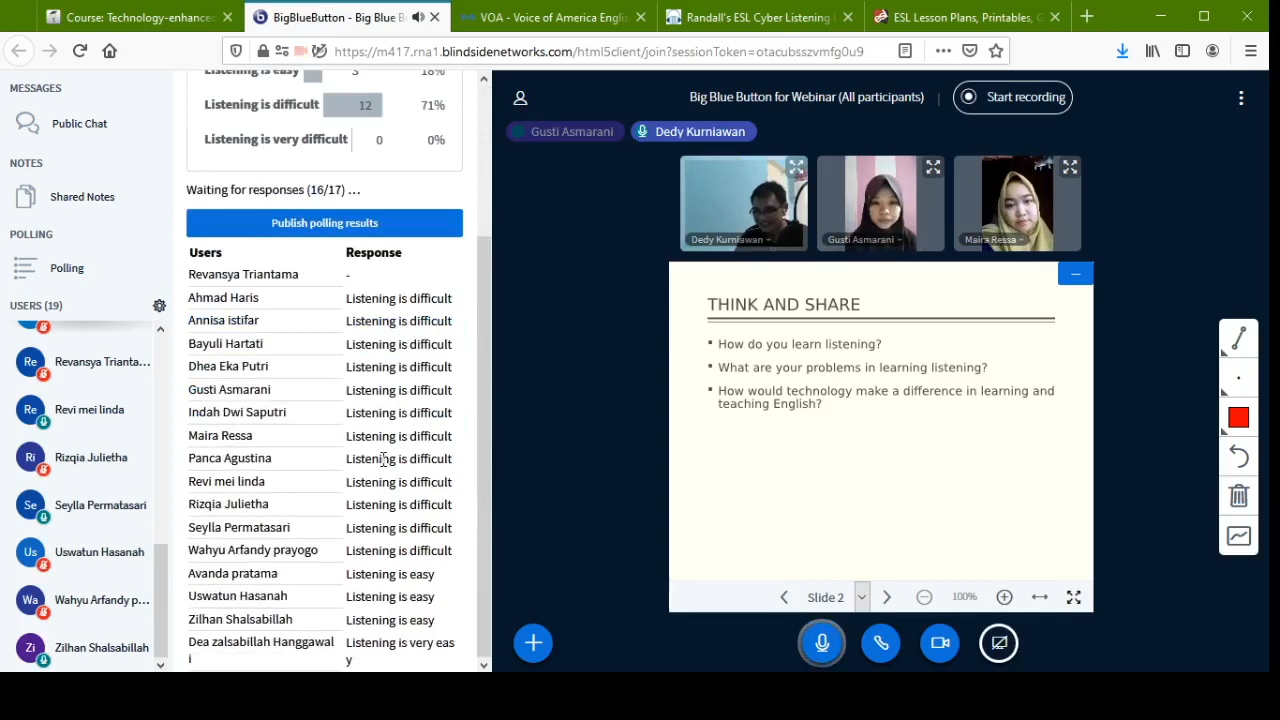 Course: Technology-enhanced
BigBlueButton - Big Blue B
VOA - Voice of America Englis
Randall's ESL Cyber Listening
ESL Lesson Plans, Printables, G
https://m417.rna1.blindsidenetworks.com/html5client/join?sessionToken=otacubsszvmfg0u9
MESSAGES
Public Chat
NOTES
Shared Notes
POLLING
Polling
USERS (19)
Re Revansya Trianta...
Re Revi mei linda
Ri Rizqia Julietha
Se Seylla Permatasari
Us Uswatun Hasanah
Wa Wahyu Arfandy p...
Zi Zilhan Shalsabillah
Listening is easy 3 18%
Listening is difficult 12 71%
Listening is very difficult 0 0%
Waiting for responses (16/17) ...
Publish polling results
Users Response
Revansya Triantama -
Ahmad Haris Listening is difficult
Annisa istifar Listening is difficult
Bayuli Hartati Listening is difficult
Dhea Eka Putri Listening is difficult
Gusti Asmarani Listening is difficult
Indah Dwi Saputri Listening is difficult
Maira Ressa Listening is difficult
Panca Agustina Listening is difficult
Revi mei linda Listening is difficult
Rizqia Julietha Listening is difficult
Seylla Permatasari Listening is difficult
Wahyu Arfandy prayogo Listening is difficult
Avanda pratama Listening is easy
Uswatun Hasanah Listening is easy
Zilhan Shalsabillah Listening is easy
Dea zalsabillah Hanggawal Listening is very eas
i y
Big Blue Button for Webinar (All participants)
Start recording
Gusti Asmarani
Dedy Kurniawan
Dedy Kurniawan
Gusti Asmarani
Maira Ressa
THINK AND SHARE
▪ How do you learn listening?
▪ What are your problems in learning listening?
▪ How would technology make a difference in learning and
teaching English?
Slide 2
100%